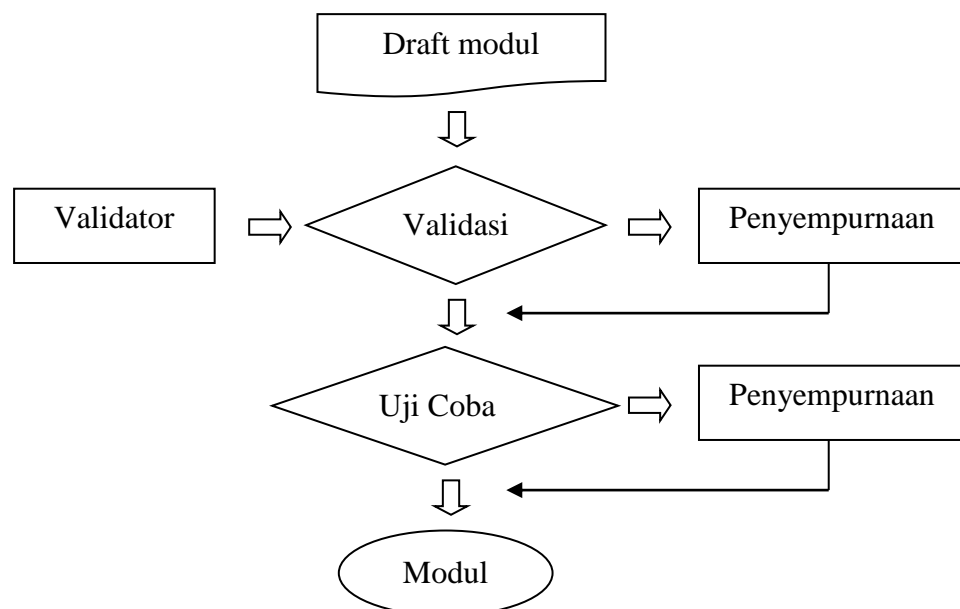 Draft modul
Validator
Validasi
Penyempurnaan
Uji Coba
Penyempurnaan
Modul